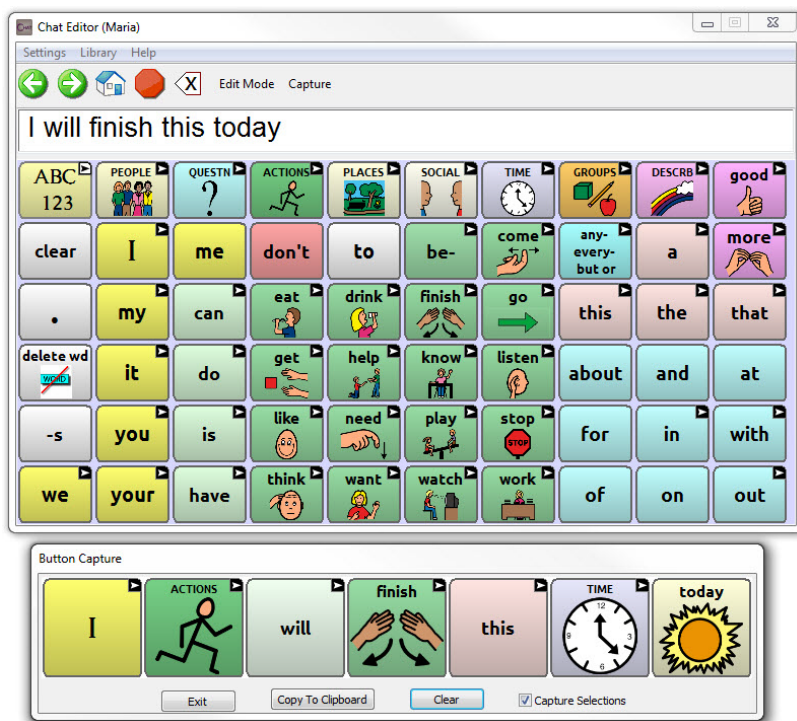 Chat Editor (Maria)
Settings Library Help
X Edit Mode Capture
I will finish this today
ABC 123 PEOPLE QUESTN ? ACTIONS PLACES SOCIAL TIME GROUPS DESCRB good
clear I me don't to be- come any- every- but or a more
. my can eat drink finish go this the that
delete wd WORD it do get help know listen about and at
-s you is like need play stop STOP for in with
we your have think want watch work of on out
Button Capture
I ACTIONS will finish this TIME 12 3 6 9 today
Exit Copy To Clipboard Clear Capture Selections